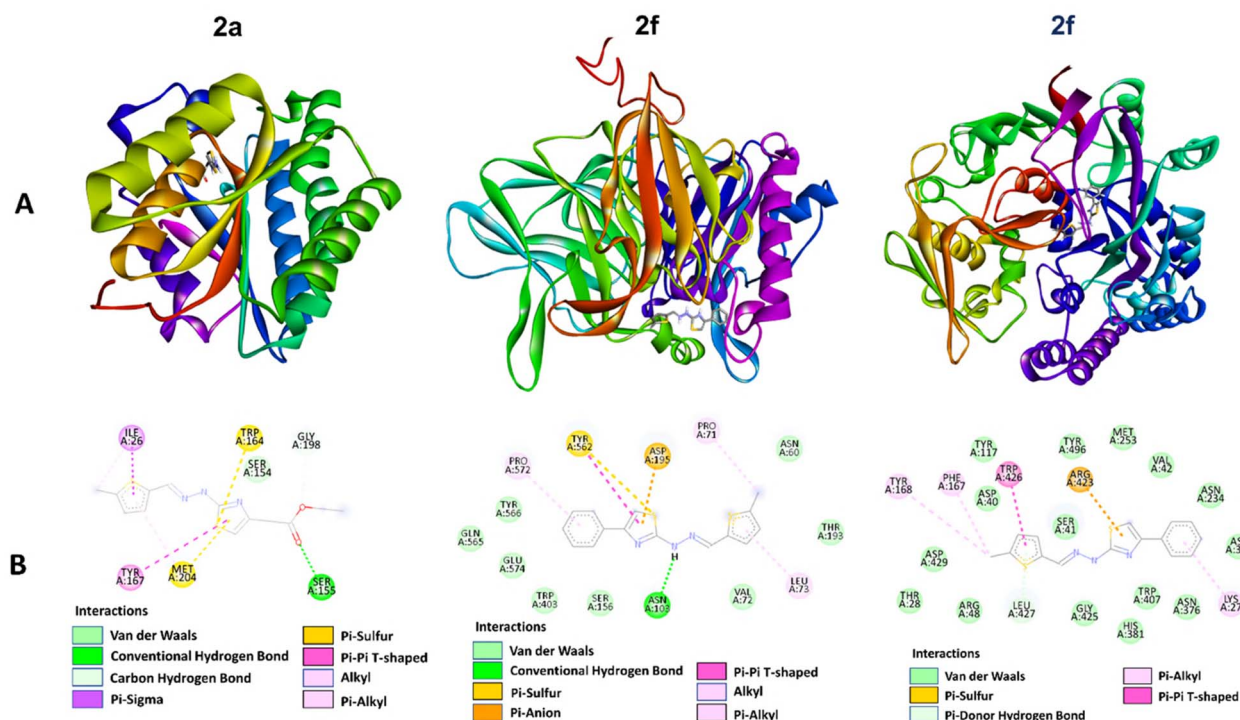 2a
2f
2f
A
B
ILE
A:26
TRP
A:164
GLY
A:198
SER
A:154
TYR
A:167
MET
A:204
SER
A:155
Interactions
Van der Waals
Conventional Hydrogen Bond
Carbon Hydrogen Bond
Pi-Sigma
Pi-Sulfur
Pi-Pi T-shaped
Alkyl
Pi-Alkyl
PRO
A:71
TYR
A:562
ASP
A:195
ASN
A:60
PRO
A:572
TYR
A:566
GLN
A:565
GLU
A:574
THR
A:193
H
TRP
A:403
SER
A:156
ASN
A:103
VAL
A:72
LEU
A:73
Interactions
Van der Waals
Conventional Hydrogen Bond
Pi-Sulfur
Pi-Anion
Pi-Pi T-shaped
Alkyl
Pi-Alkyl
MET
A:253
TYR
A:117
TYR
A:496
VAL
A:42
TYR
A:168
PHE
A:167
TRP
A:426
ARG
A:423
ASP
A:40
ASN
A:234
SER
A:41
ASP
A:429
THR
A:28
ARG
A:48
LEU
A:427
GLY
A:425
TRP
A:407
HIS
A:381
ASN
A:376
LYS
Interactions
Van der Waals
Pi-Sulfur
Pi-Donor Hydrogen Bond
Pi-Alkyl
Pi-Pi T-shaped